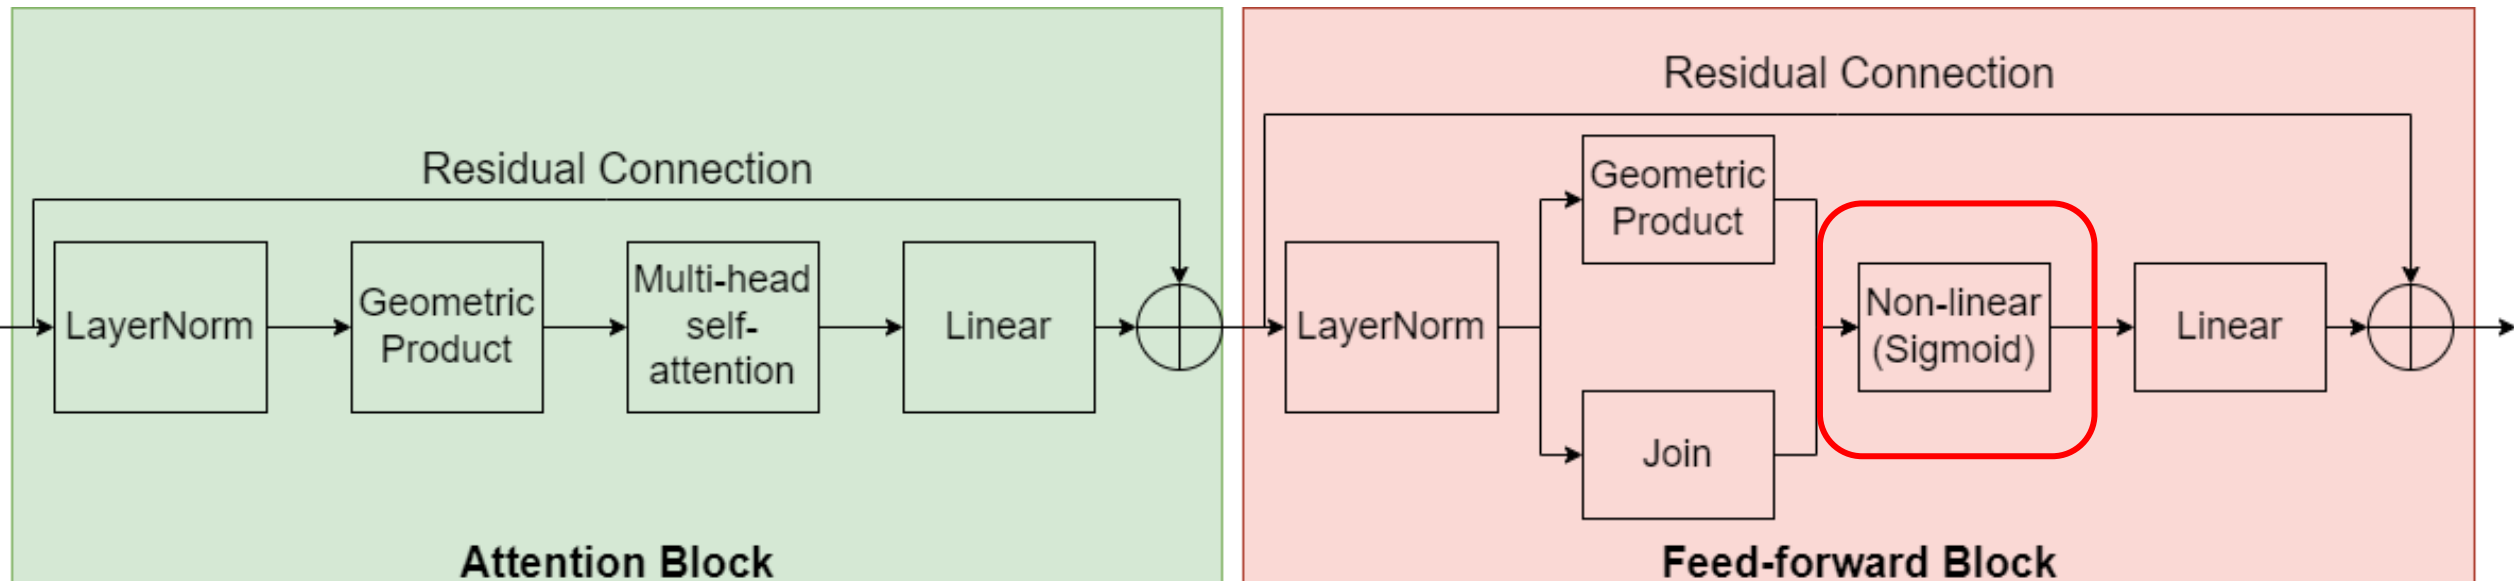 Residual Connection
LayerNorm
Geometric
Product
Multi-head
self-
attention
Linear
Attention Block
Residual Connection
LayerNorm
Geometric
Product
Join
Non-linear
(Sigmoid)
Linear
Feed-forward Block